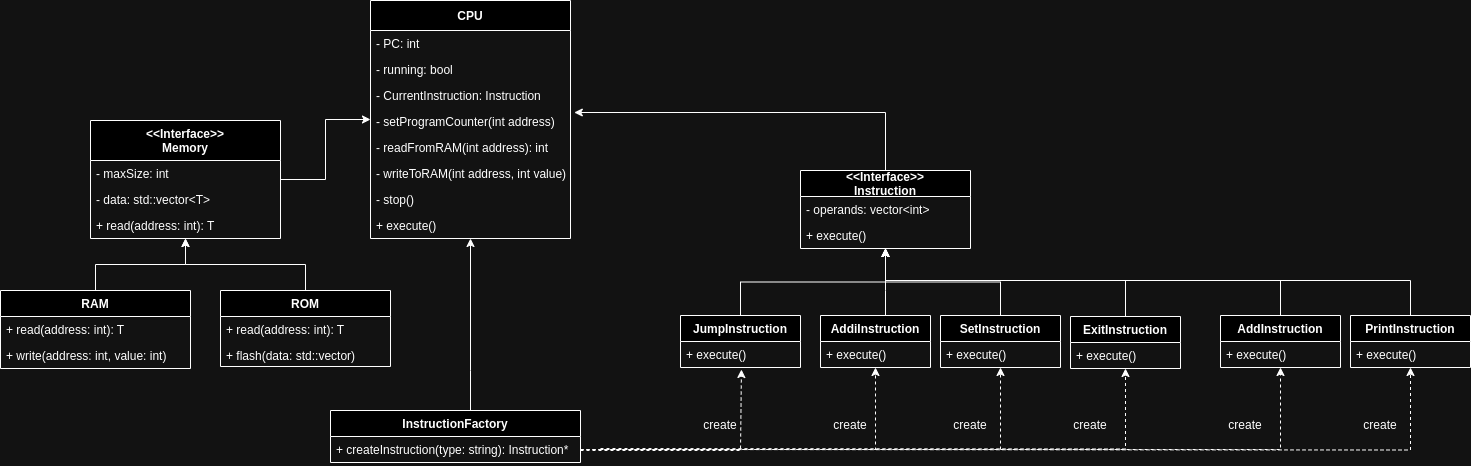 CPU
- PC: int
- running: bool
- CurrentInstruction: Instruction
- setProgramCounter(int address)
- readFromRAM(int address): int
- writeToRAM(int address, int value)
- stop()
+ execute()
<<Interface>>
Memory
- maxSize: int
- data: std::vector<T>
+ read(address: int): T
<<Interface>>
Instruction
- operands: vector<int>
+ execute()
RAM
+ read(address: int): T
+ write(address: int, value: int)
ROM
+ read(address: int): T
+ flash(data: std::vector)
JumpInstruction
+ execute()
AddiInstruction
+ execute()
SetInstruction
+ execute()
ExitInstruction
+ execute()
AddInstruction
+ execute()
PrintInstruction
+ execute()
create
create
create
create
create
create
InstructionFactory
+ createInstruction(type: string): Instruction*